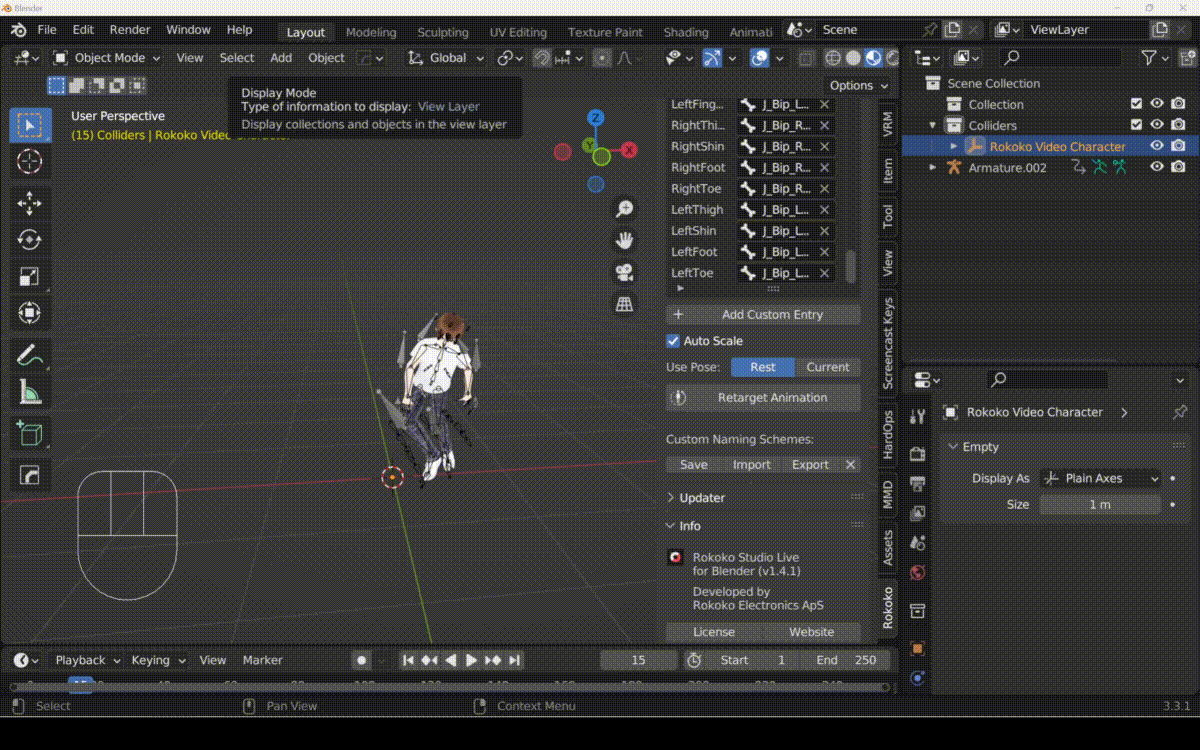 Blender
File Edit Render Window Help Layout Modeling Sculpting UV Editing Texture Paint Shading Animati Scene ViewLayer
Object Mode View Select Add Object Global
Options
Display Mode
Type of information to display: View Layer
Display collections and objects in the view layer
User Perspective
(15) Colliders | Rokoko Vide
Z
Y
X
LeftFing... J_Bip_L...
RightThi... J_Bip_R...
RightShin J_Bip_R...
RightFoot J_Bip_R...
RightToe J_Bip_R...
LeftThigh J_Bip_L...
LeftShin J_Bip_L...
LeftFoot J_Bip_L...
LeftToe J_Bip_L...
Add Custom Entry
Auto Scale
Use Pose: Rest Current
Retarget Animation
Custom Naming Schemes:
Save Import Export
Updater
Info
Rokoko Studio Live
for Blender (v1.4.1)
Developed by
Rokoko Electronics ApS
License Website
VRM
Item
Tool
View
Screencast Keys
HardOps
MMD
Assets
Rokoko
Scene Collection
Collection
Colliders
Rokoko Video Character
Armature.002
Rokoko Video Character
Empty
Display As Plain Axes
Size 1 m
Playback Keying View Marker 15 Start 1 End 250
Select Pan View Context Menu 3.3.1